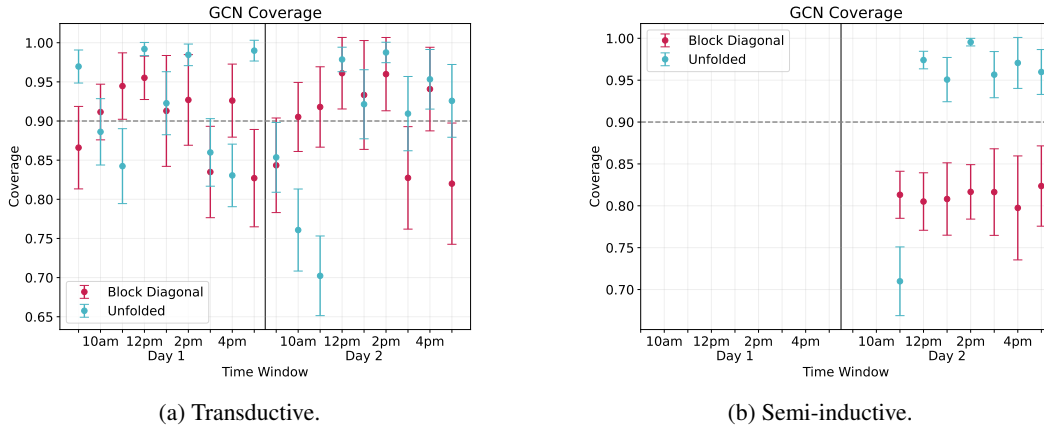 GCN Coverage
1.00
0.95
0.90
0.85
0.80
0.75
0.70
0.65
Coverage
Block Diagonal
Unfolded
10am 12pm 2pm 4pm 10am 12pm 2pm 4pm
Day 1 Day 2
Time Window
(a) Transductive.
GCN Coverage
1.00
0.95
0.90
0.85
0.80
0.75
0.70
Coverage
Block Diagonal
Unfolded
10am 12pm 2pm 4pm 10am 12pm 2pm 4pm
Day 1 Day 2
Time Window
(b) Semi-inductive.